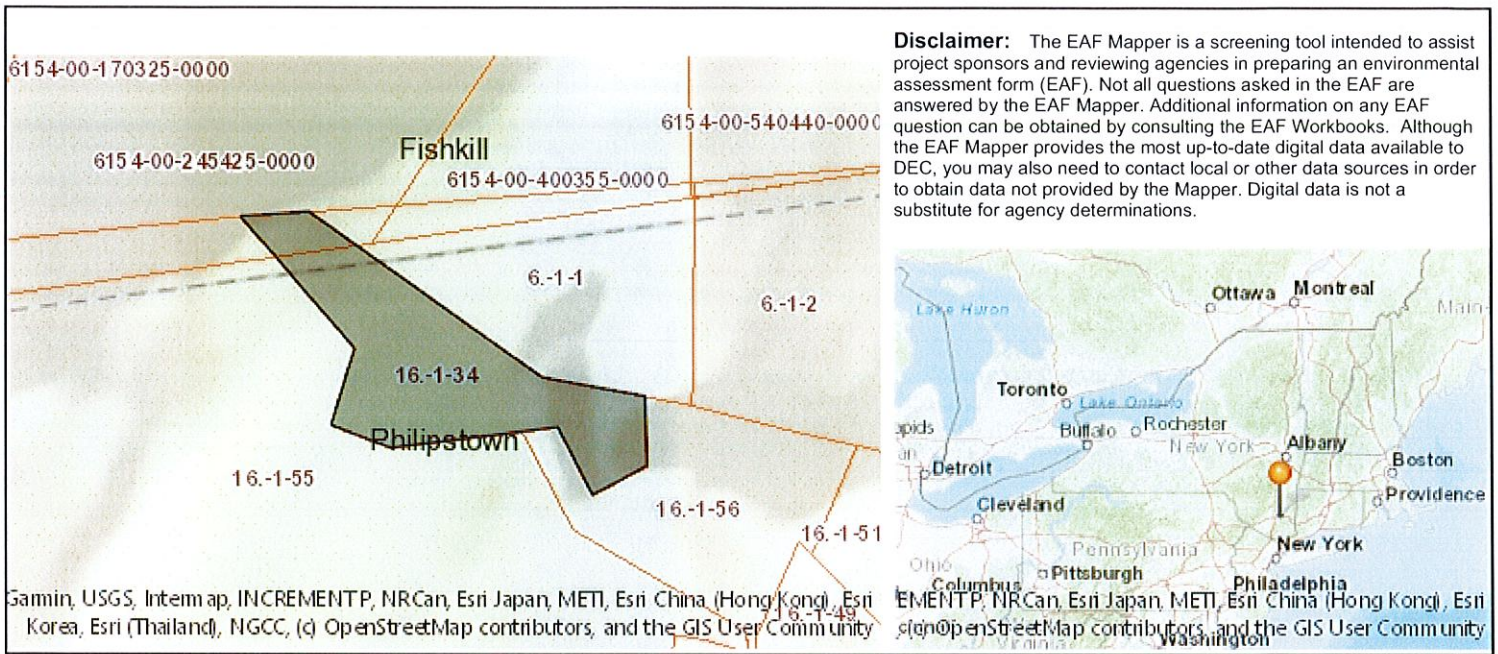 6154-00-170325-0000
6154-00-245425-0000
Fishkill
6154-00-400355-0000
6154-00-540440-0000
6.-1-1
6.-1-2
16.-1-34
Philipstown
16.-1-55
16.-1-56
16.-1-51
16.-1-49
Garmin, USGS, Intermap, INCREMENT P, NRCan, Esri Japan, METI, Esri China (Hong Kong), Esri
Korea, Esri (Thailand), NGCC, (c) OpenStreetMap contributors, and the GIS User Community
Disclaimer: The EAF Mapper is a screening tool intended to assist
project sponsors and reviewing agencies in preparing an environmental
assessment form (EAF). Not all questions asked in the EAF are
answered by the EAF Mapper. Additional information on any EAF
question can be obtained by consulting the EAF Workbooks. Although
the EAF Mapper provides the most up-to-date digital data available to
DEC, you may also need to contact local or other data sources in order
to obtain data not provided by the Mapper. Digital data is not a
substitute for agency determinations.
Ottawa
Montreal
Main
Lake Huron
Toronto
Lake Ontario
apids
Buffalo
Rochester
New York
Albany
an
Detroit
Boston
Providence
Cleveland
Pennsylvania
New York
Ohio
Columbus
Pittsburgh
Philadelphia
EMENT P, NRCan, Esri Japan, METI, Esri China (Hong Kong), Esri
OpenStreetMap contributors, and the GIS User Community
Virginia
Washington